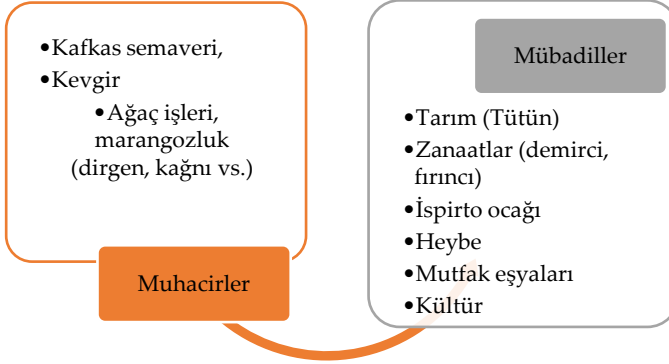 •Kafkas semaveri,
•Kevgir
•Ağaç işleri,
marangozluk
(dirgen, kağnı vs.)
Muhacirler
Mübadiller
•Tarım (Tütün)
•Zanaatlar (demirci,
fırıncı)
•İspirto ocağı
•Heybe
•Mutfak eşyaları
•Kültür